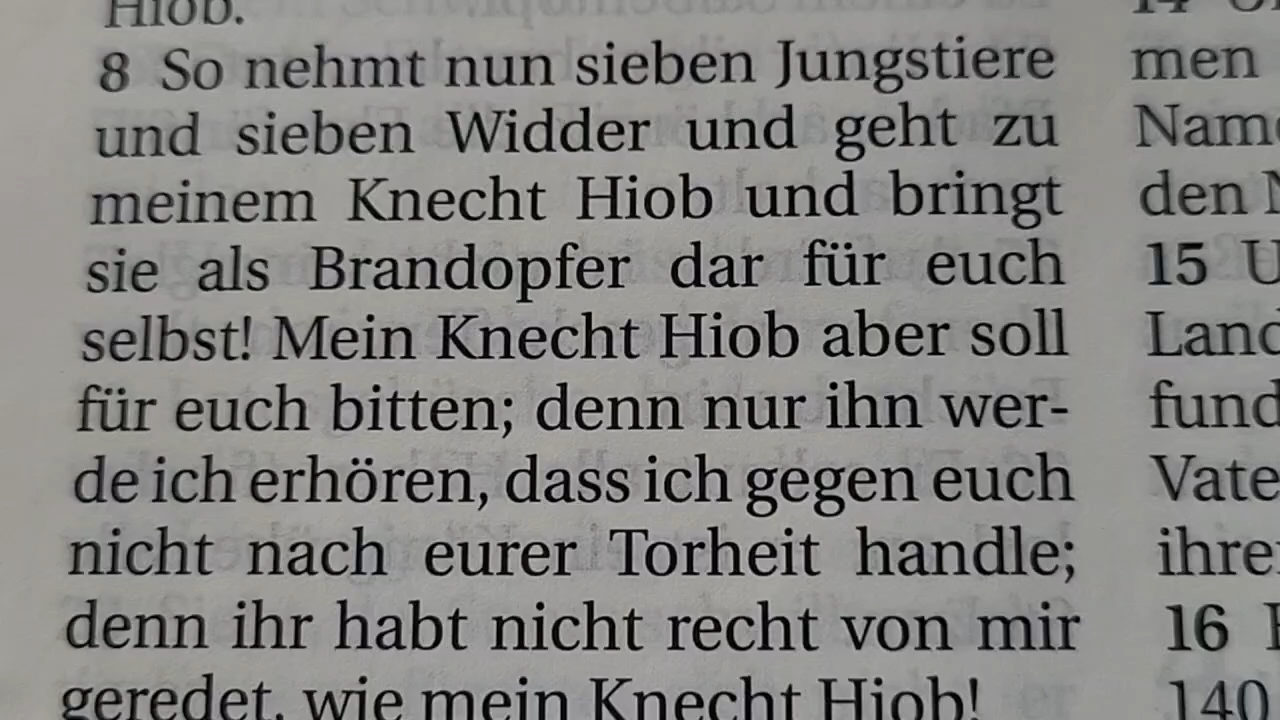 Hiob.
8 So nehmt nun sieben Jungstiere
und sieben Widder und geht zu
meinem Knecht Hiob und bringt
sie als Brandopfer dar für euch
selbst! Mein Knecht Hiob aber soll
für euch bitten; denn nur ihn wer-
de ich erhören, dass ich gegen euch
nicht nach eurer Torheit handle;
denn ihr habt nicht recht von mir
geredet, wie mein Knecht Hiob!
14
men
den
15
16
140